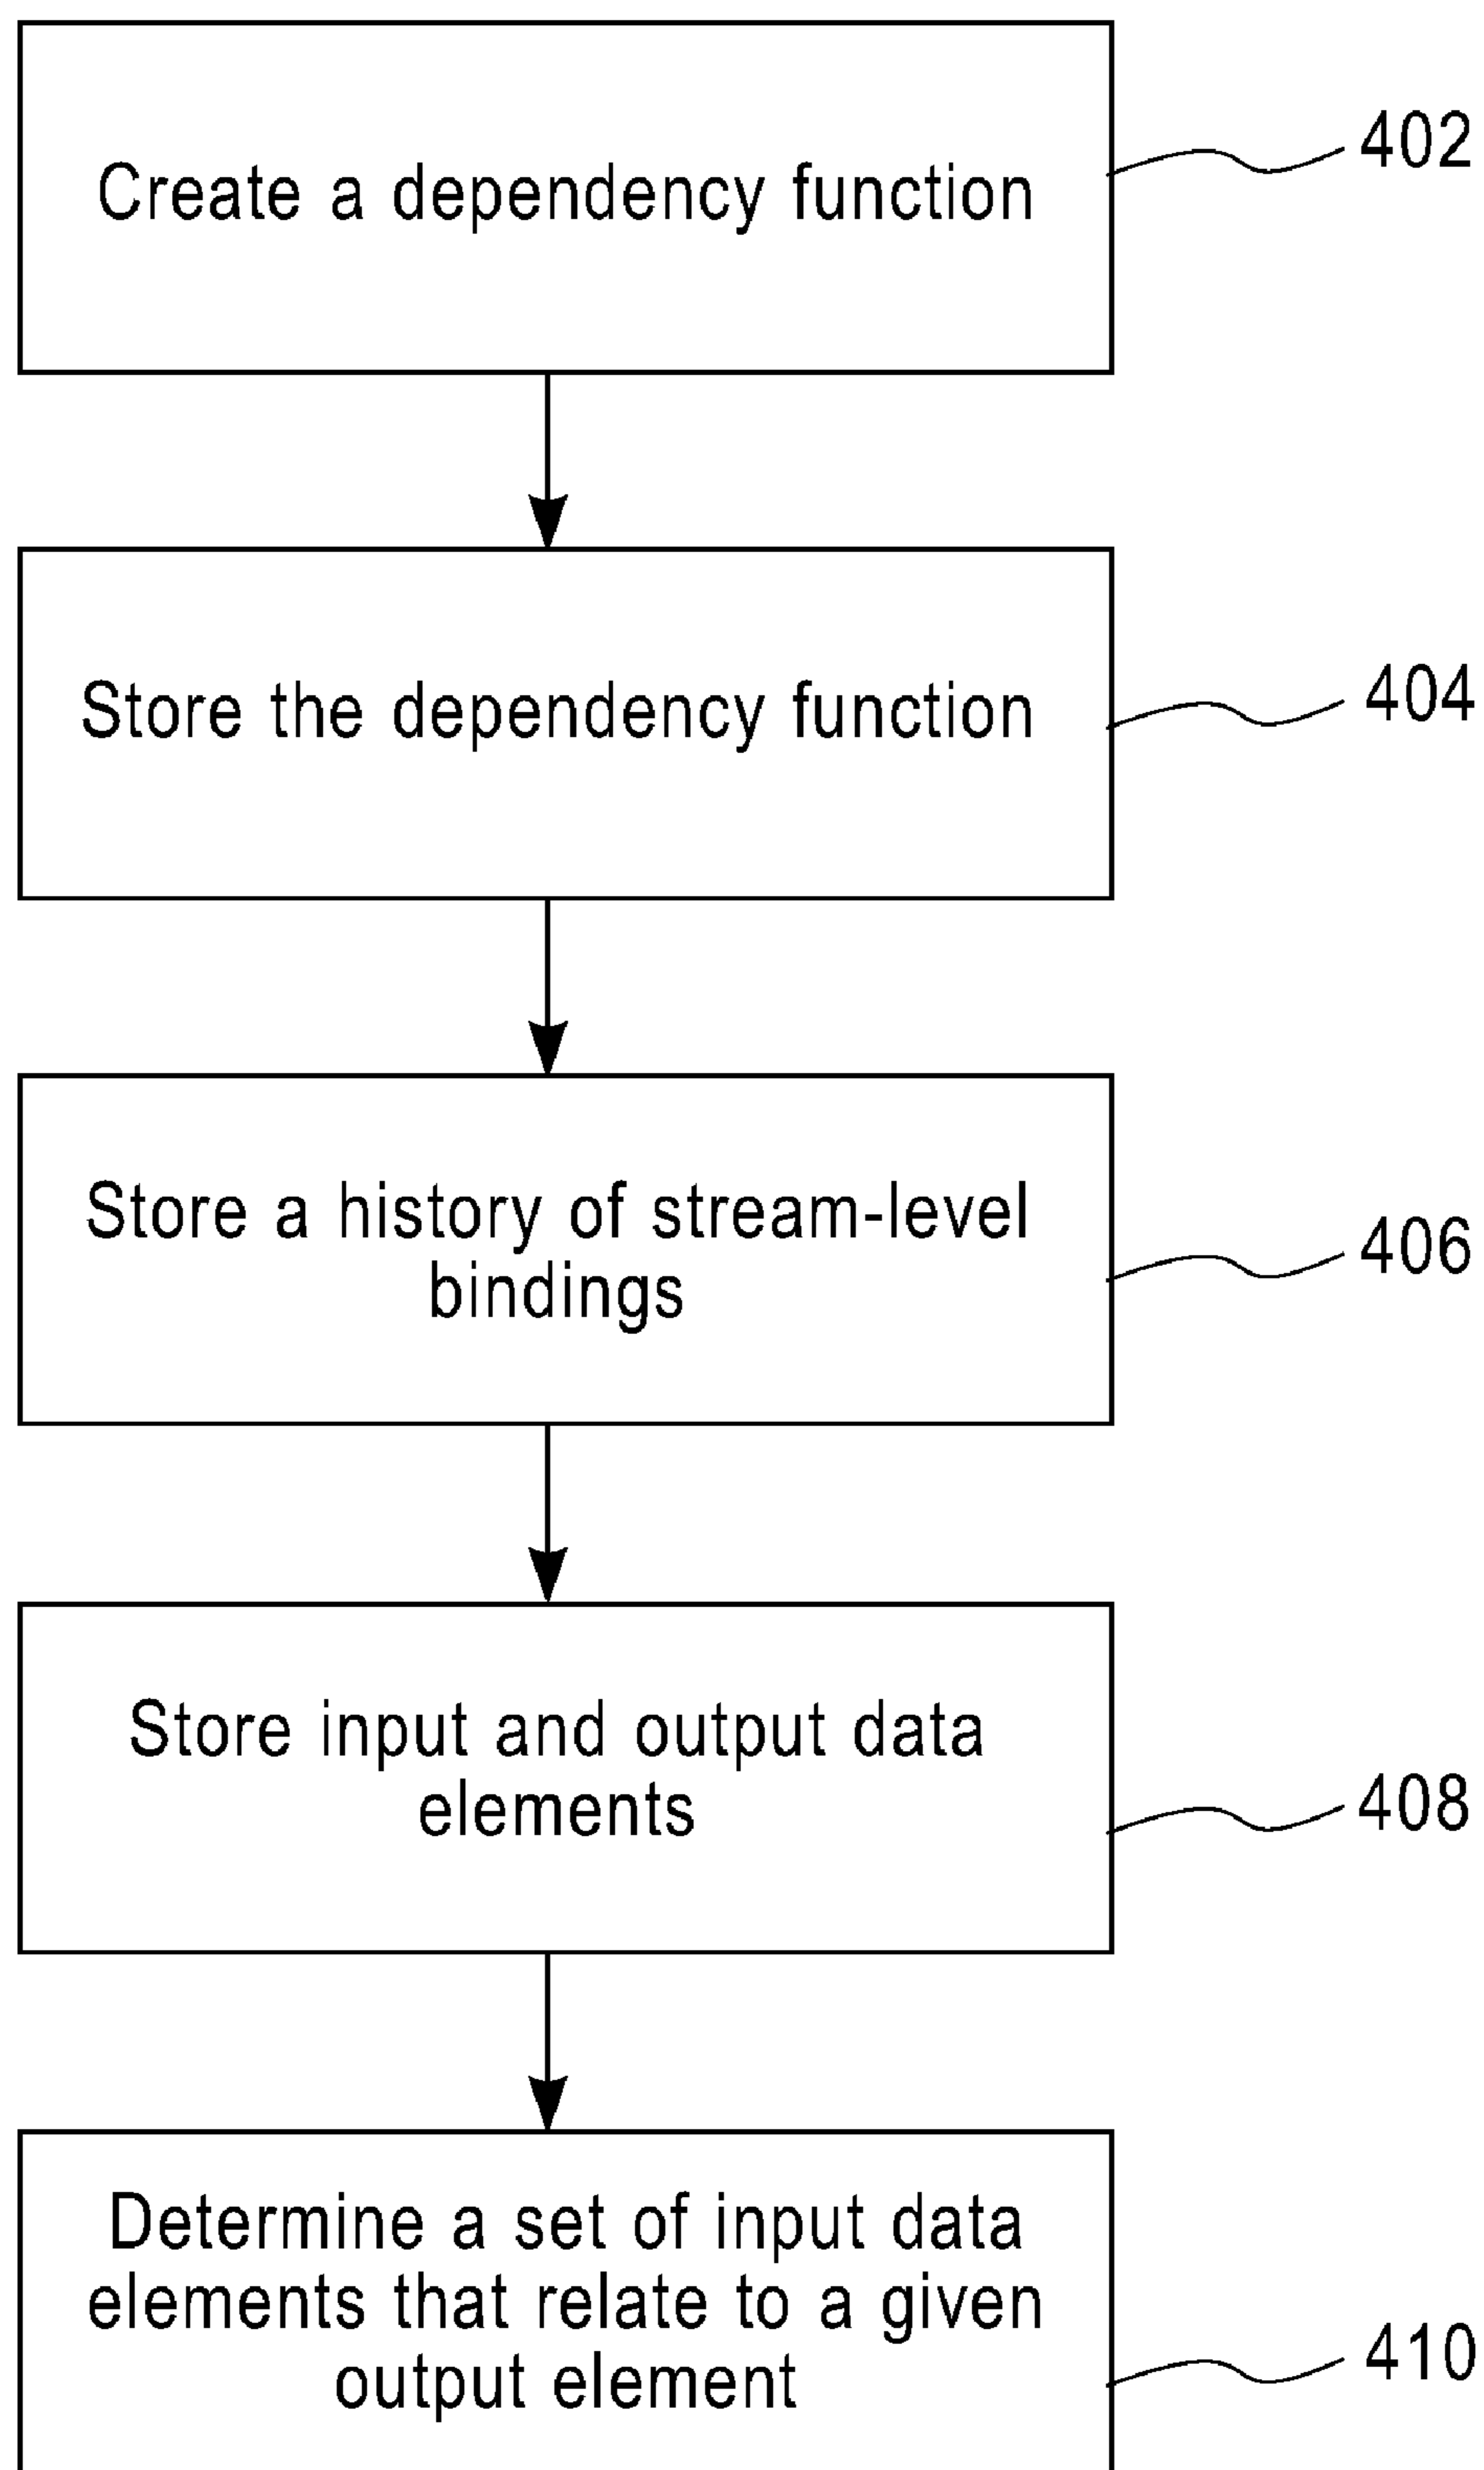 Create a dependency function
402
Store the dependency function
404
Store a history of stream-level
bindings
406
Store input and output data
elements
408
Determine a set of input data
elements that relate to a given
output element
410